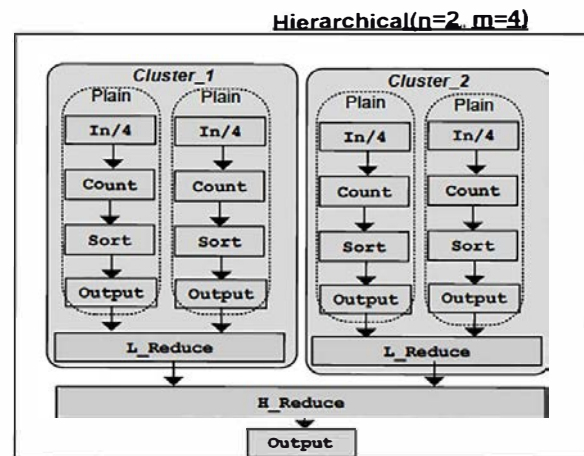 Hierarchical(n=2, m=4)
Cluster_1
Plain
Plain
In/4
In/4
Count
Count
Sort
Sort
Output
Output
L_Reduce
Cluster_2
Plain
Plain
In/4
In/4
Count
Count
Sort
Sort
Output
Output
L_Reduce
H_Reduce
Output